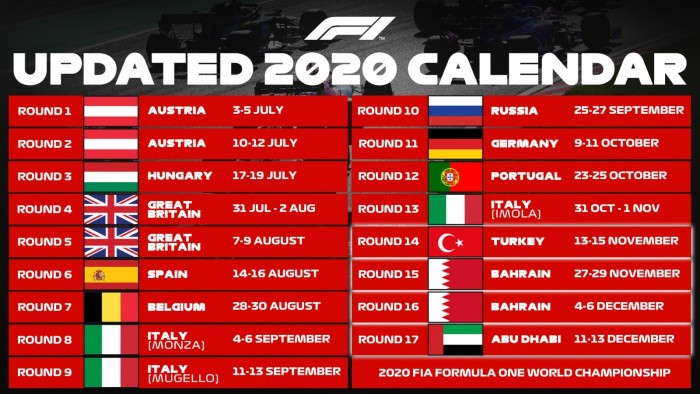 F1
UPDATED 2020 CALENDAR
ROUND 1 AUSTRIA 3-5 JULY
ROUND 2 AUSTRIA 10-12 JULY
ROUND 3 HUNGARY 17-19 JULY
ROUND 4 GREAT BRITAIN 31 JUL - 2 AUG
ROUND 5 GREAT BRITAIN 7-9 AUGUST
ROUND 6 SPAIN 14-16 AUGUST
ROUND 7 BELGIUM 28-30 AUGUST
ROUND 8 ITALY [MONZA] 4-6 SEPTEMBER
ROUND 9 ITALY [MUGELLO] 11-13 SEPTEMBER
ROUND 10 RUSSIA 25-27 SEPTEMBER
ROUND 11 GERMANY 9-11 OCTOBER
ROUND 12 PORTUGAL 23-25 OCTOBER
ROUND 13 ITALY [IMOLA] 31 OCT - 1 NOV
ROUND 14 TURKEY 13-15 NOVEMBER
ROUND 15 BAHRAIN 27-29 NOVEMBER
ROUND 16 BAHRAIN 4-6 DECEMBER
ROUND 17 ABU DHABI 11-13 DECEMBER
2020 FIA FORMULA ONE WORLD CHAMPIONSHIP